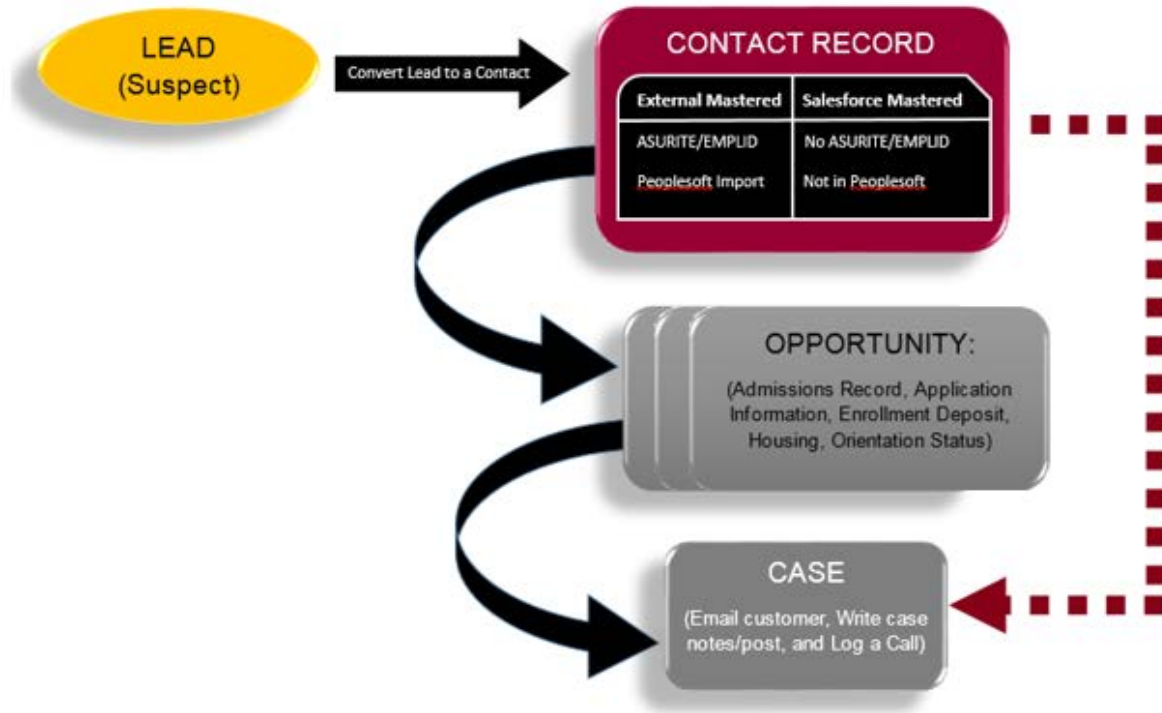 LEAD
(Suspect)
Convert Lead to a Contact
CONTACT RECORD
External Mastered
Salesforce Mastered
ASURITE/EMPLID
No ASURITE/EMPLID
Peoplesoft Import
Not in Peoplesoft
OPPORTUNITY:
(Admissions Record, Application
Information, Enrollment Deposit,
Housing, Orientation Status)
CASE
(Email customer, Write case
notes/post, and Log a Call)